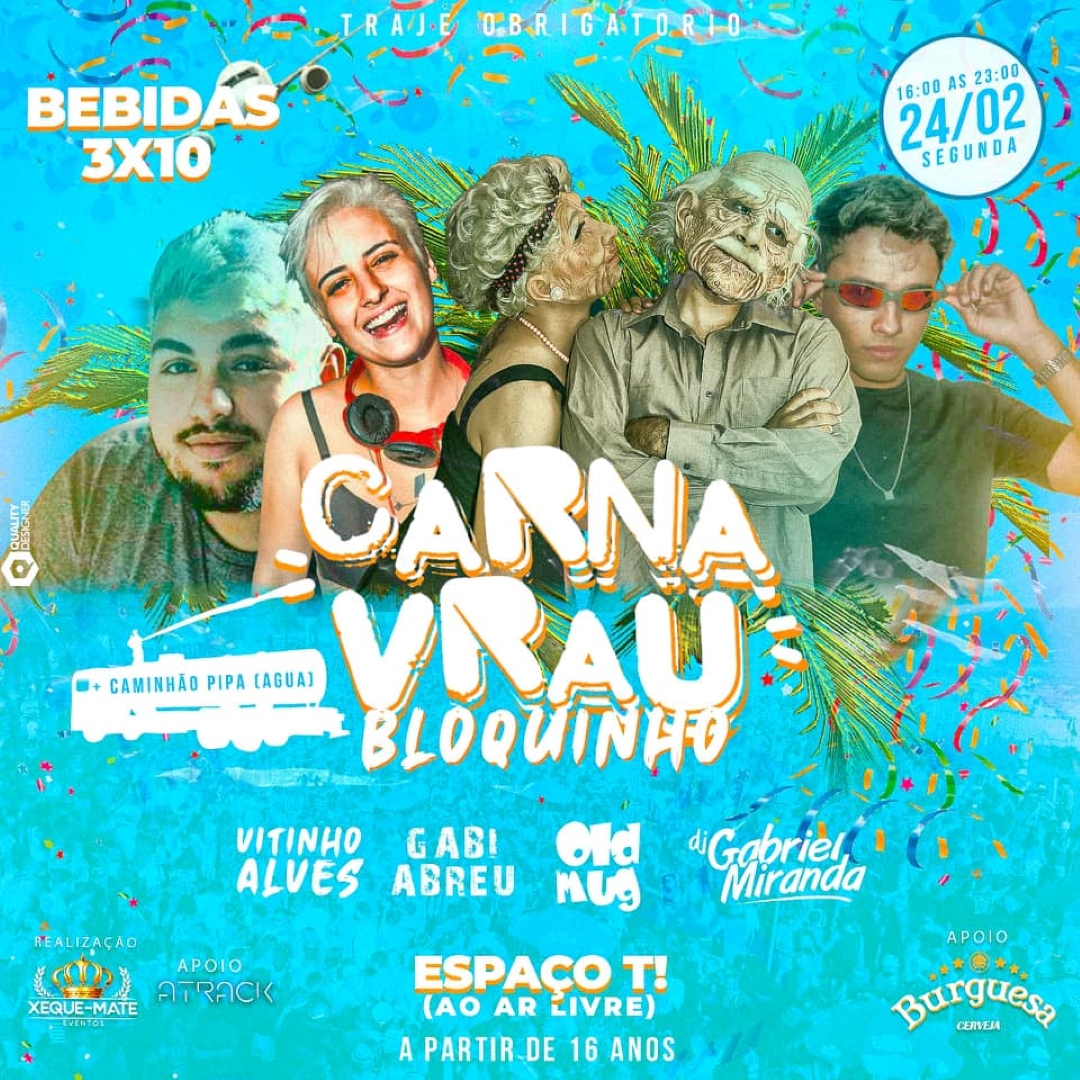 TRAJE OBRIGATORIO
BEBIDAS
3X10
16:00 AS 23:00
24/02
SEGUNDA
QUALITY
DESIGNER
CARNA
VRAU
BLOQUINHO
+ CAMINHÃO PIPA (AGUA)
VITINHO
ALVES
GABI
ABREU
Old
Mug
dj Gabriel
Miranda
REALIZAÇÃO
XEQUE-MATE
EVENTOS
APOIO
ATRACK
ESPAÇO T!
(AO AR LIVRE)
A PARTIR DE 16 ANOS
APOIO
Burguesa
CERVEJA